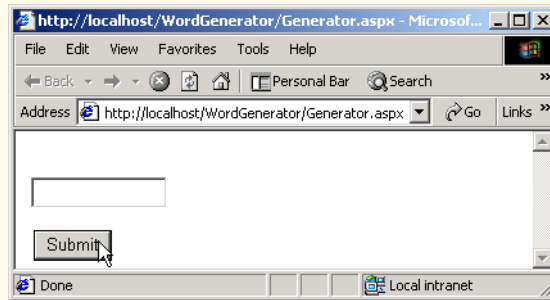 http://localhost/WordGenerator/Generator.aspx - Microsof...
File Edit View Favorites Tools Help
Back Personal Bar Search »
Address http://localhost/WordGenerator/Generator.aspx Go Links »
Submit
Done Local intranet